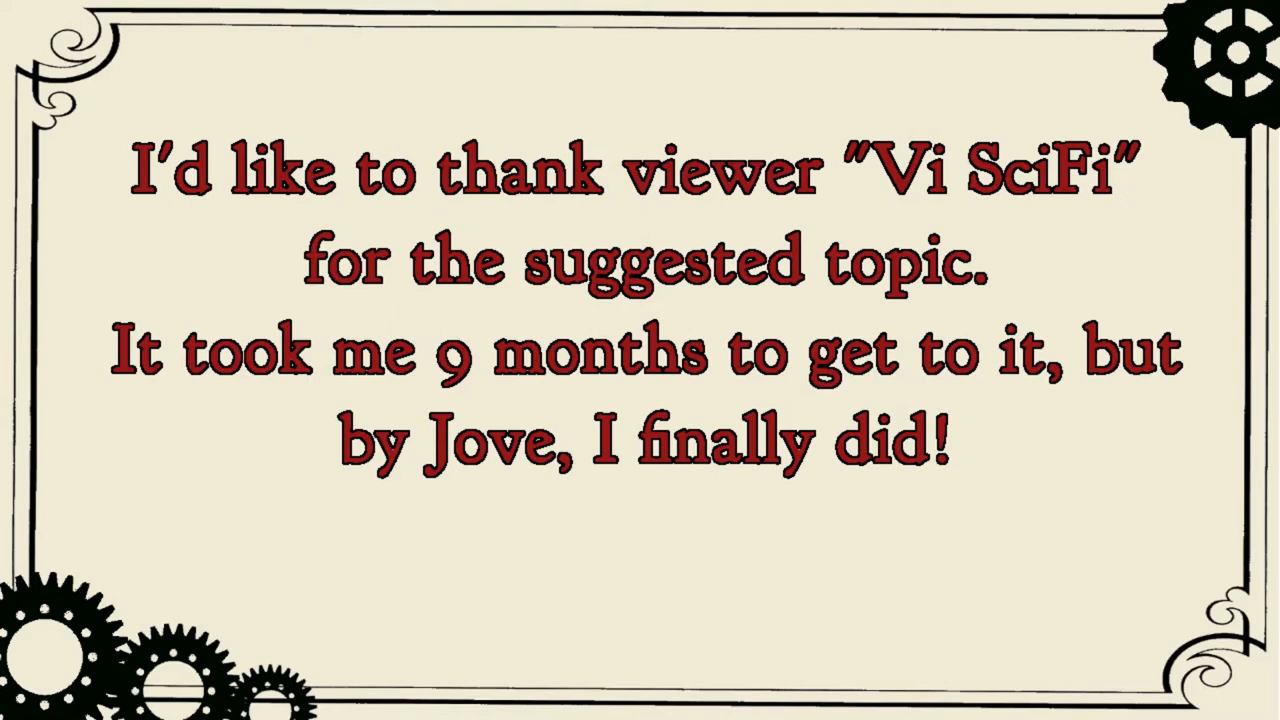 I'd like to thank viewer "Vi SciFi"
for the suggested topic.
It took me 9 months to get to it, but
by Jove, I finally did!